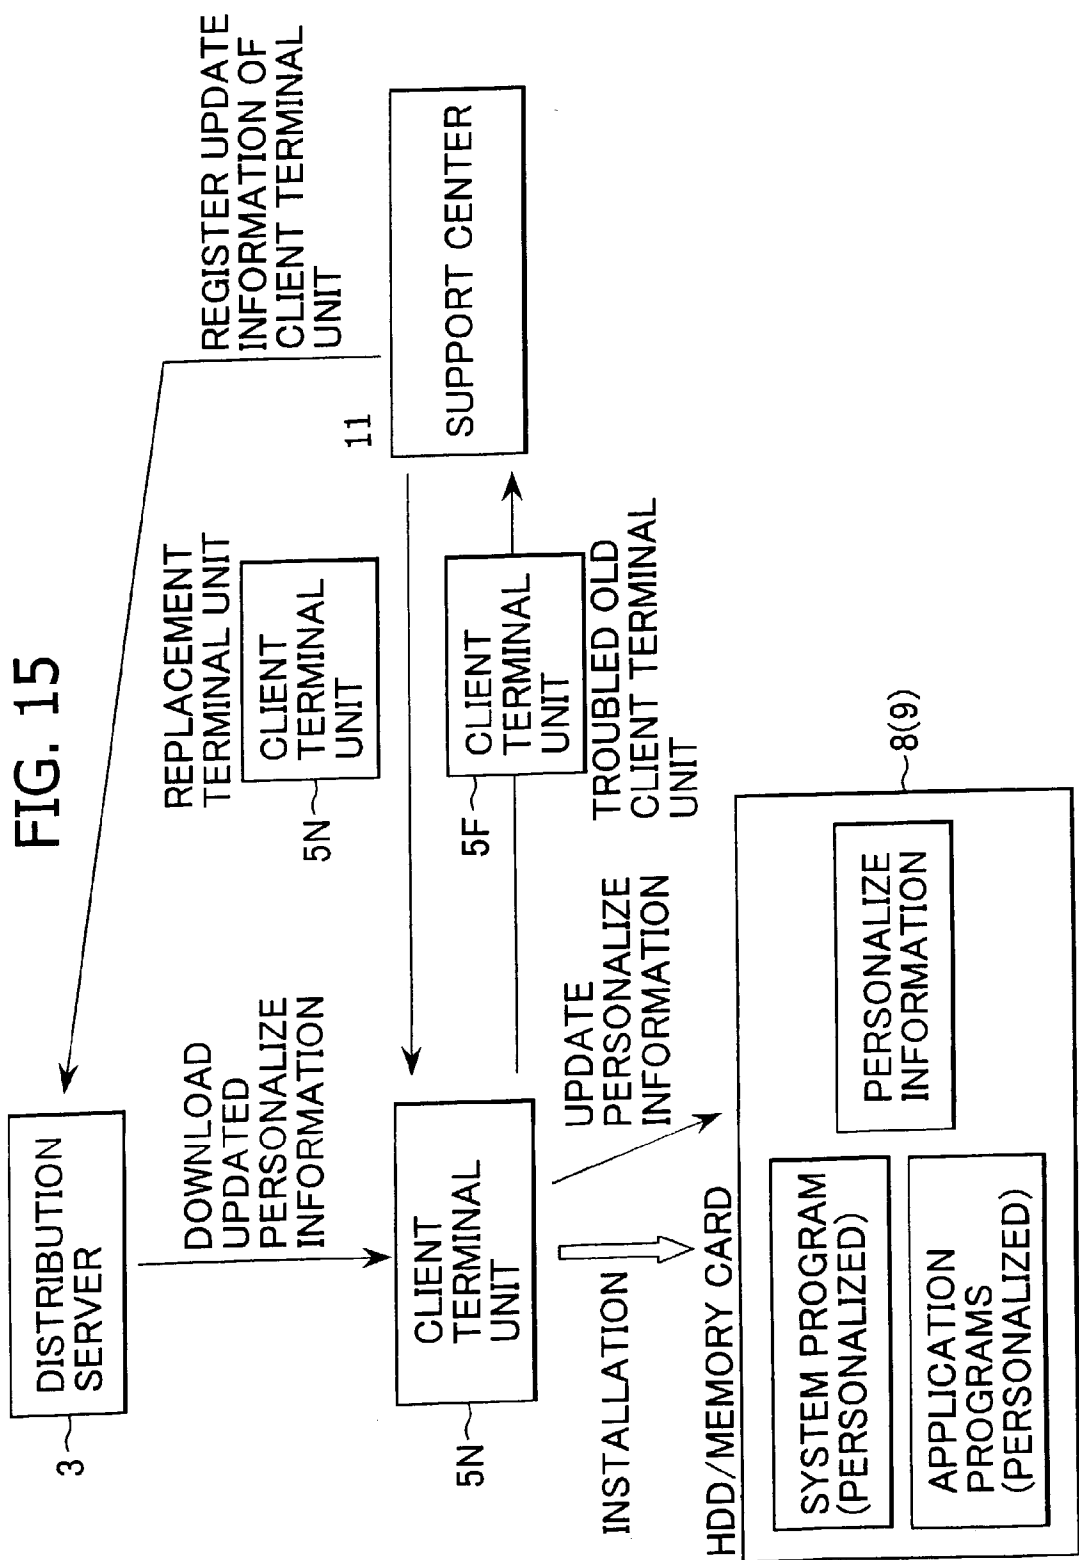 FIG. 15
DISTRIBUTION
SERVER
3
DOWNLOAD
UPDATED
PERSONALIZE
INFORMATION
REGISTER UPDATE
INFORMATION OF
CLIENT TERMINAL
UNIT
REPLACEMENT
TERMINAL UNIT
CLIENT
TERMINAL
UNIT
5N
11
SUPPORT CENTER
CLIENT
TERMINAL
UNIT
5N
CLIENT
TERMINAL
UNIT
5F
TROUBLED OLD
CLIENT TERMINAL
UNIT
INSTALLATION
UPDATE
PERSONALIZE
INFORMATION
HDD/MEMORY CARD
8(9)
SYSTEM PROGRAM
(PERSONALIZED)
APPLICATION
PROGRAMS
(PERSONALIZED)
PERSONALIZE
INFORMATION